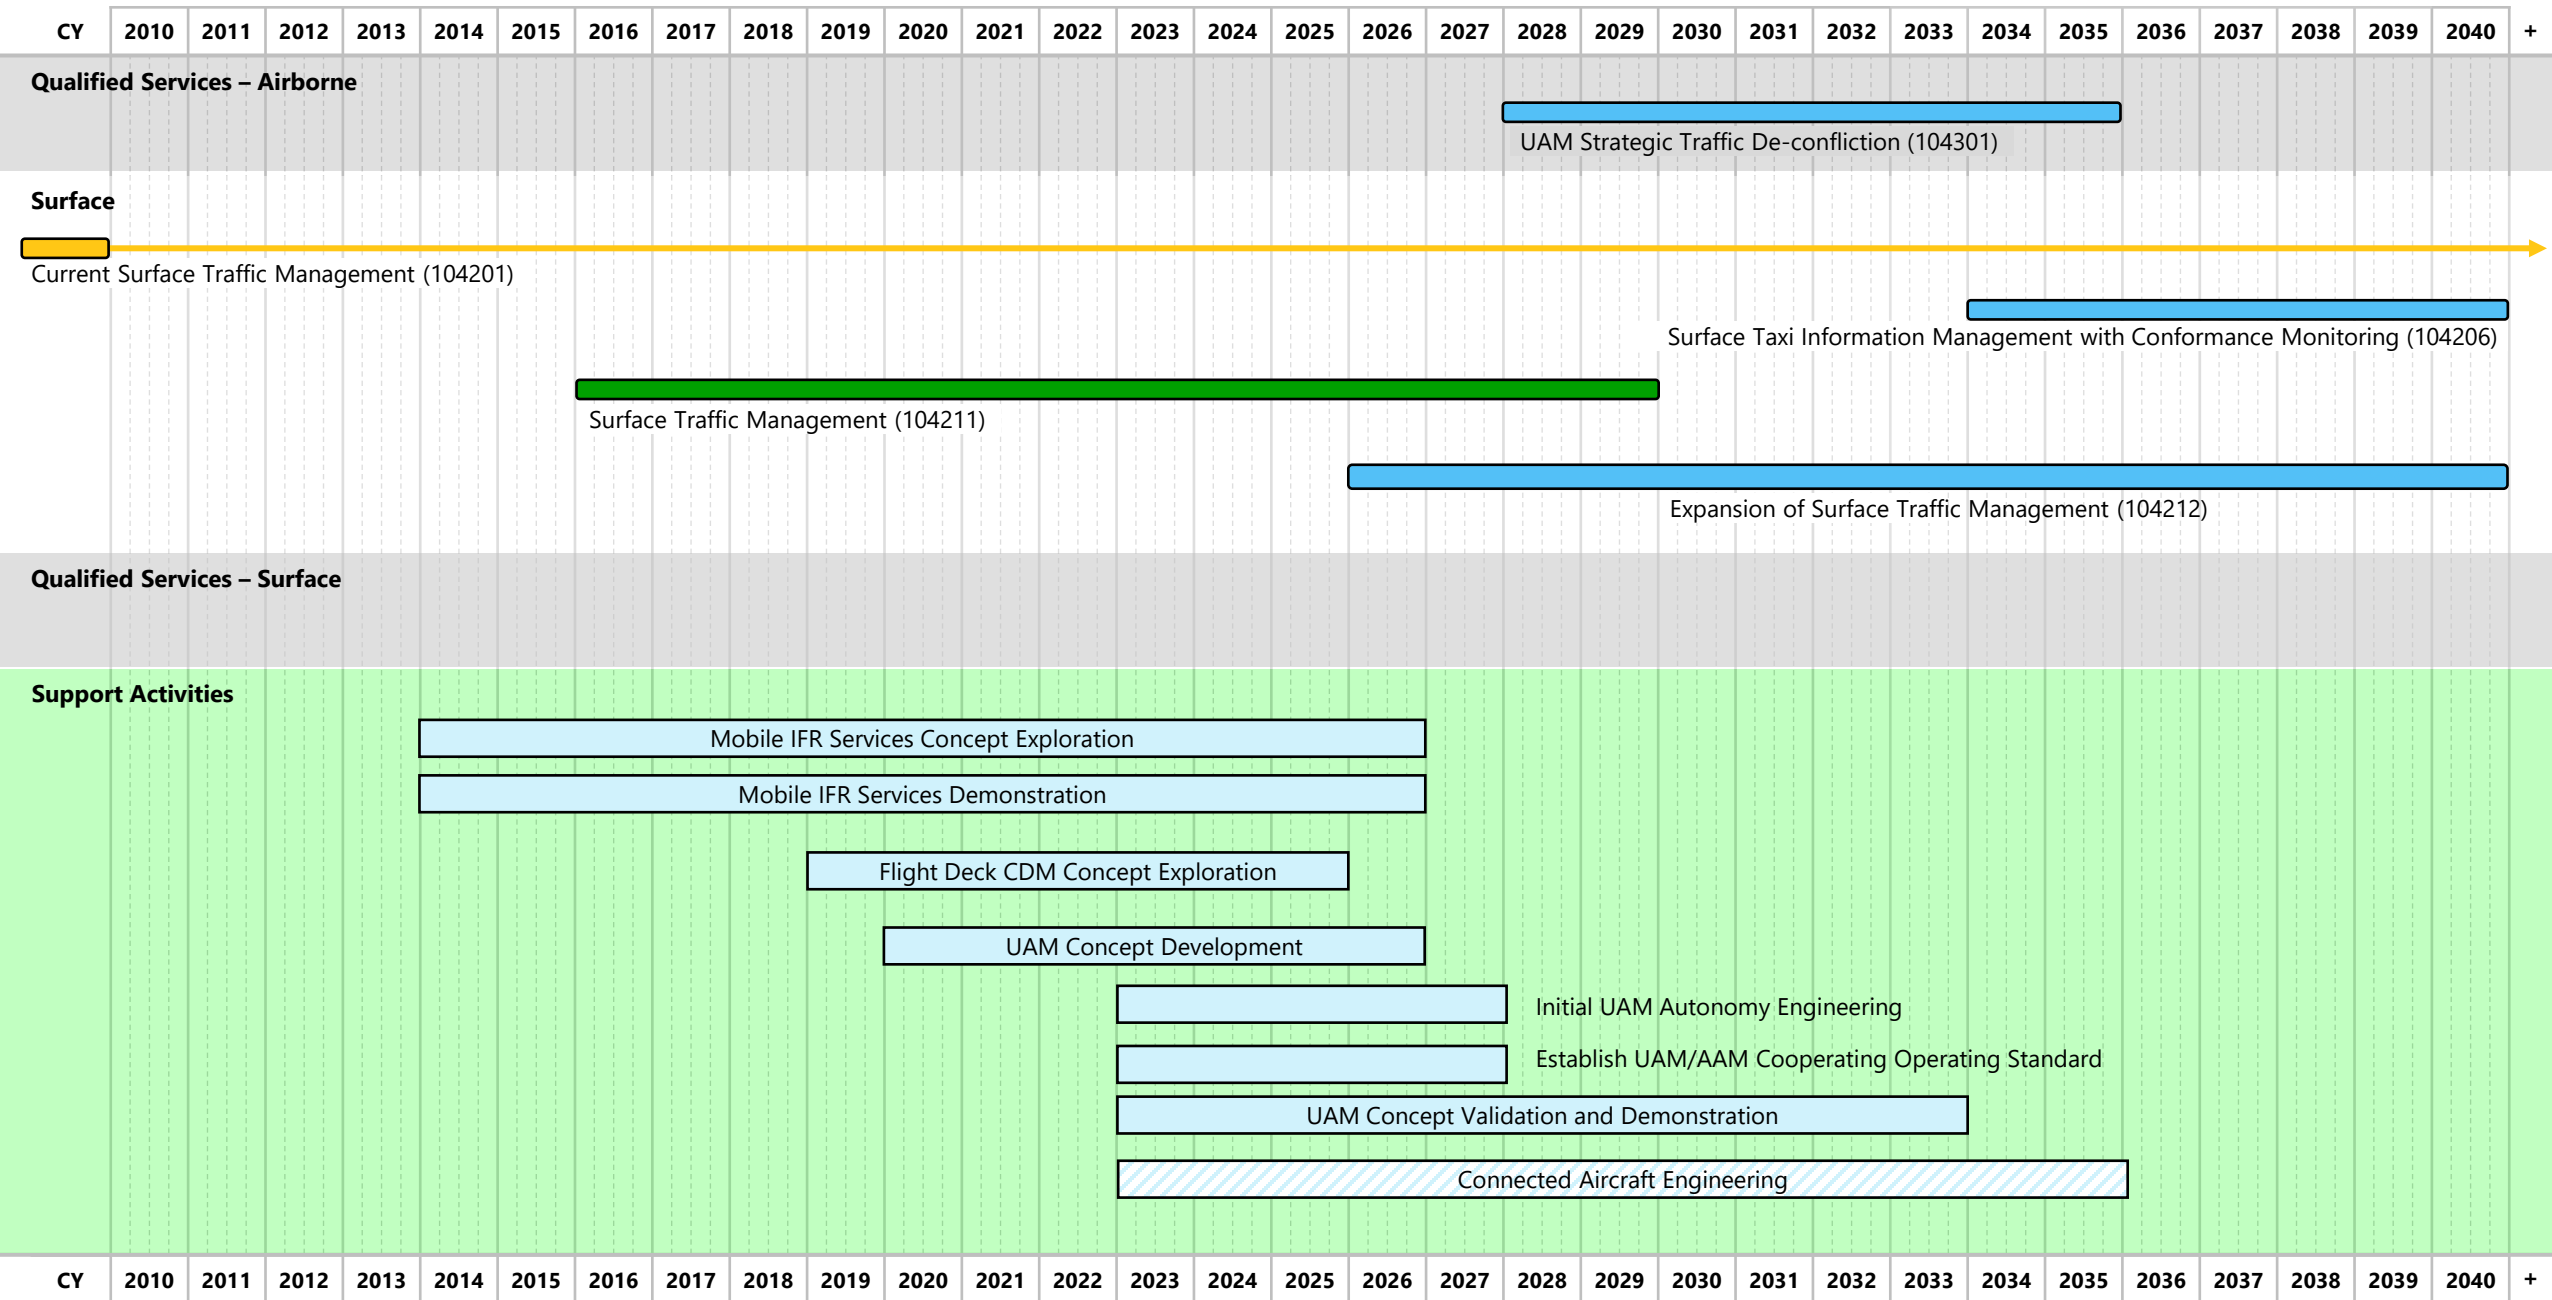 CY 2010 2011 2012 2013 2014 2015 2016 2017 2018 2019 2020 2021 2022 2023 2024 2025 2026 2027 2028 2029 2030 2031 2032 2033 2034 2035 2036 2037 2038 2039 2040 +
Qualified Services – Airborne
UAM Strategic Traffic De-confliction (104301)
Surface
Current Surface Traffic Management (104201)
Surface Taxi Information Management with Conformance Monitoring (104206)
Surface Traffic Management (104211)
Expansion of Surface Traffic Management (104212)
Qualified Services – Surface
Support Activities
Mobile IFR Services Concept Exploration
Mobile IFR Services Demonstration
Flight Deck CDM Concept Exploration
UAM Concept Development
Initial UAM Autonomy Engineering
Establish UAM/AAM Cooperating Operating Standard
UAM Concept Validation and Demonstration
Connected Aircraft Engineering
CY 2010 2011 2012 2013 2014 2015 2016 2017 2018 2019 2020 2021 2022 2023 2024 2025 2026 2027 2028 2029 2030 2031 2032 2033 2034 2035 2036 2037 2038 2039 2040 +